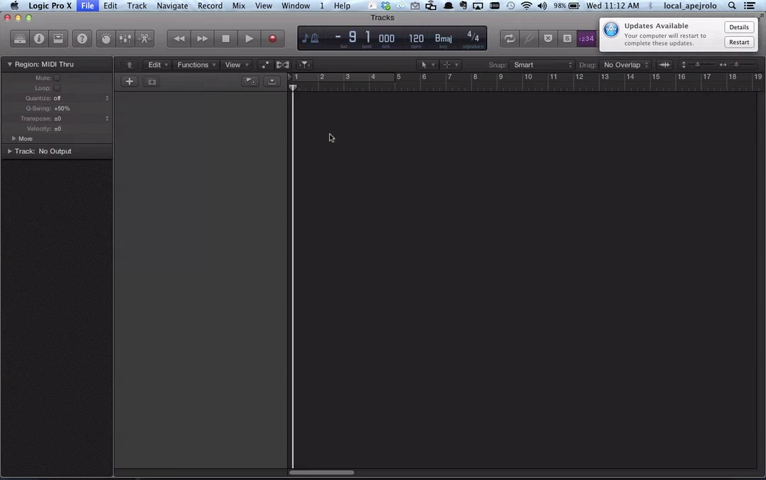 Logic Pro X File Edit Track Navigate Record Mix View Window 1 Help 98% Wed 11:12 AM local_apejrolo
Tracks
Updates Available
Your computer will restart to complete these updates.
Details
Restart
- 9 1 000 120 Bmaj 4/4
1234
Region: MIDI Thru
Edit Functions View Snap: Smart Drag: No Overlap
Mute:
Loop:
Quantize: off
Q-Swing: +50%
Transpose: ±0
Velocity: ±0
More
Track: No Output
1 2 3 4 5 6 7 8 9 10 11 12 13 14 15 16 17 18 19